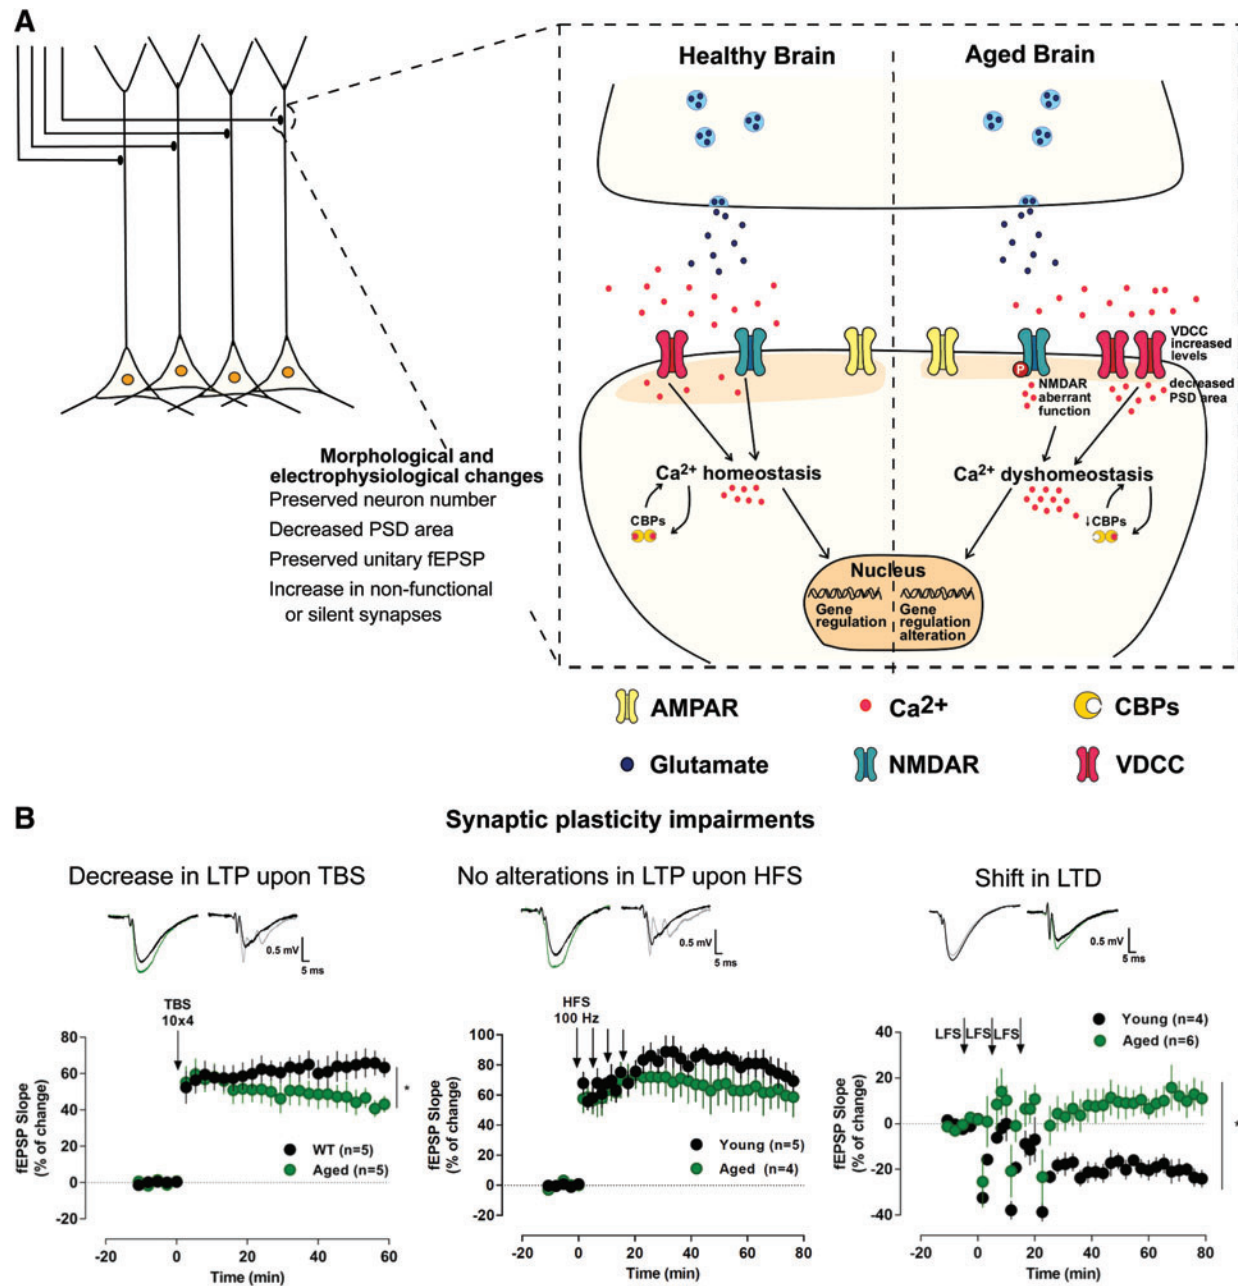 A
Healthy Brain
Aged Brain
VDCC
increased
levels
P
NMDAR
aberrant
function
decreased
PSD area
Morphological and
electrophysiological changes
Preserved neuron number
Decreased PSD area
Preserved unitary fEPSP
Increase in non-functional
or silent synapses
Ca2+ homeostasis
CBPs
Ca2+ dyshomeostasis
↓CBPs
Nucleus
Gene
regulation
Gene
regulation
alteration
AMPAR
Ca2+
CBPs
Glutamate
NMDAR
VDCC
B
Synaptic plasticity impairments
Decrease in LTP upon TBS
0.5 mV
5 ms
TBS
10x4
fEPSP Slope
(% of change)
80
60
40
20
0
-20
*
WT (n=5)
Aged (n=5)
-20 0 20 40 60
Time (min)
No alterations in LTP upon HFS
0.5 mV
5 ms
HFS
100 Hz
fEPSP Slope
(% of change)
100
80
60
40
20
0
-20
Young (n=5)
Aged (n=4)
-20 0 20 40 60 80
Time (min)
Shift in LTD
0.5 mV
5 ms
Young (n=4)
Aged (n=6)
LFS LFS LFS
fEPSP Slope
(% of change)
40
20
0
-20
-40
*
-20 0 20 40 60 80
Time (min)